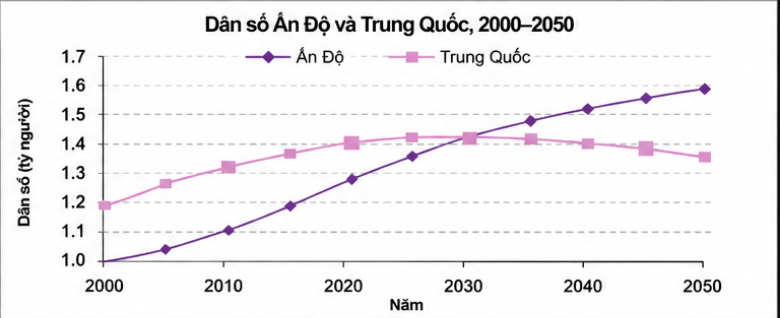 Dân số Ấn Độ và Trung Quốc, 2000–2050
Ấn Độ
Trung Quốc
Dân số (tỷ người)
1.7
1.6
1.5
1.4
1.3
1.2
1.1
1.0
2000 2010 2020 2030 2040 2050
Năm